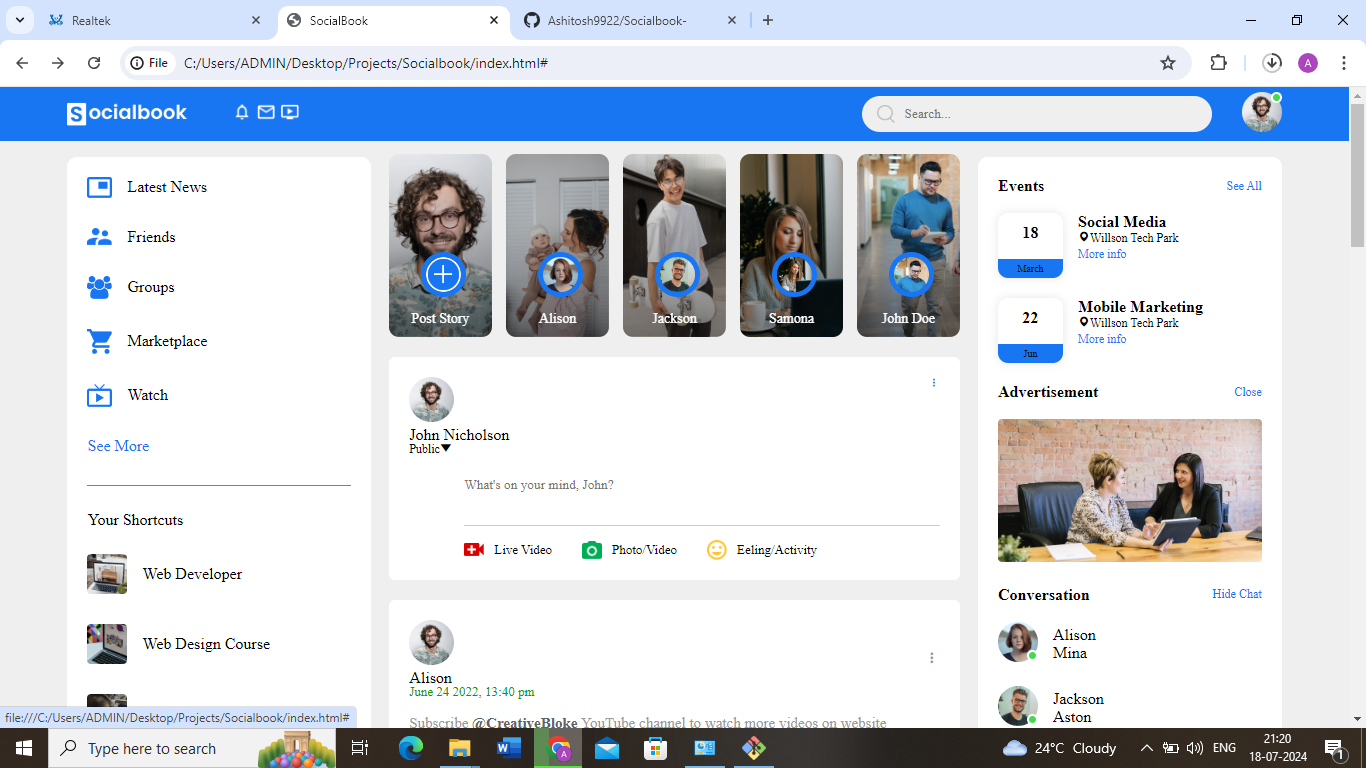 Realtek
SocialBook
Ashitosh9922/Socialbook-
File
C:/Users/ADMIN/Desktop/Projects/Socialbook/index.html#
A
Socialbook
Search...
Latest News
Friends
Groups
Marketplace
Watch
See More
Your Shortcuts
Web Developer
Web Design Course
Post Story
Alison
Jackson
Samona
John Doe
John Nicholson
Public
What's on your mind, John?
Live Video
Photo/Video
Eeling/Activity
Alison
June 24 2022, 13:40 pm
Subscribe @CreativeBloke YouTube channel to watch more videos on website
Events
See All
18
March
Social Media
Willson Tech Park
More info
22
Jun
Mobile Marketing
Willson Tech Park
More info
Advertisement
Close
Conversation
Hide Chat
Alison
Mina
Jackson
Aston
file:///C:/Users/ADMIN/Desktop/Projects/Socialbook/index.html#
Type here to search
A
24°C Cloudy
ENG
21:20
18-07-2024
1